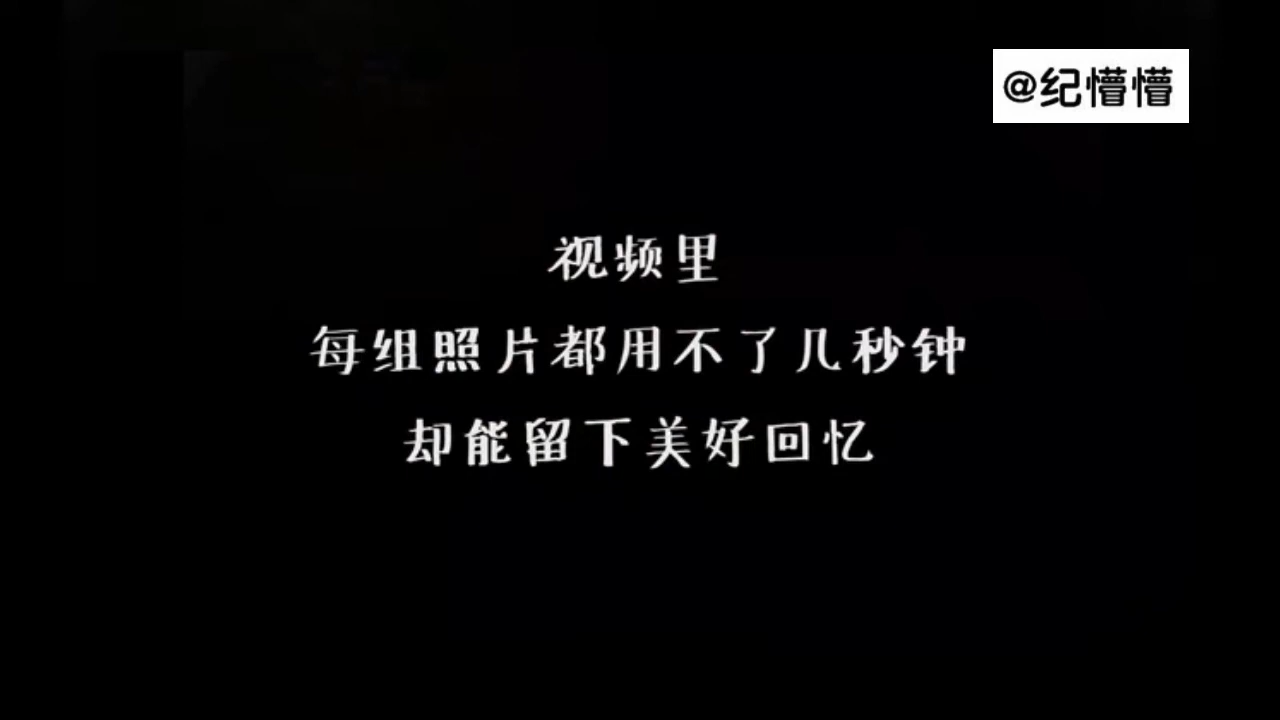 @纪懵懵
视频里
每组照片都用不了几秒钟
却能留下美好回忆